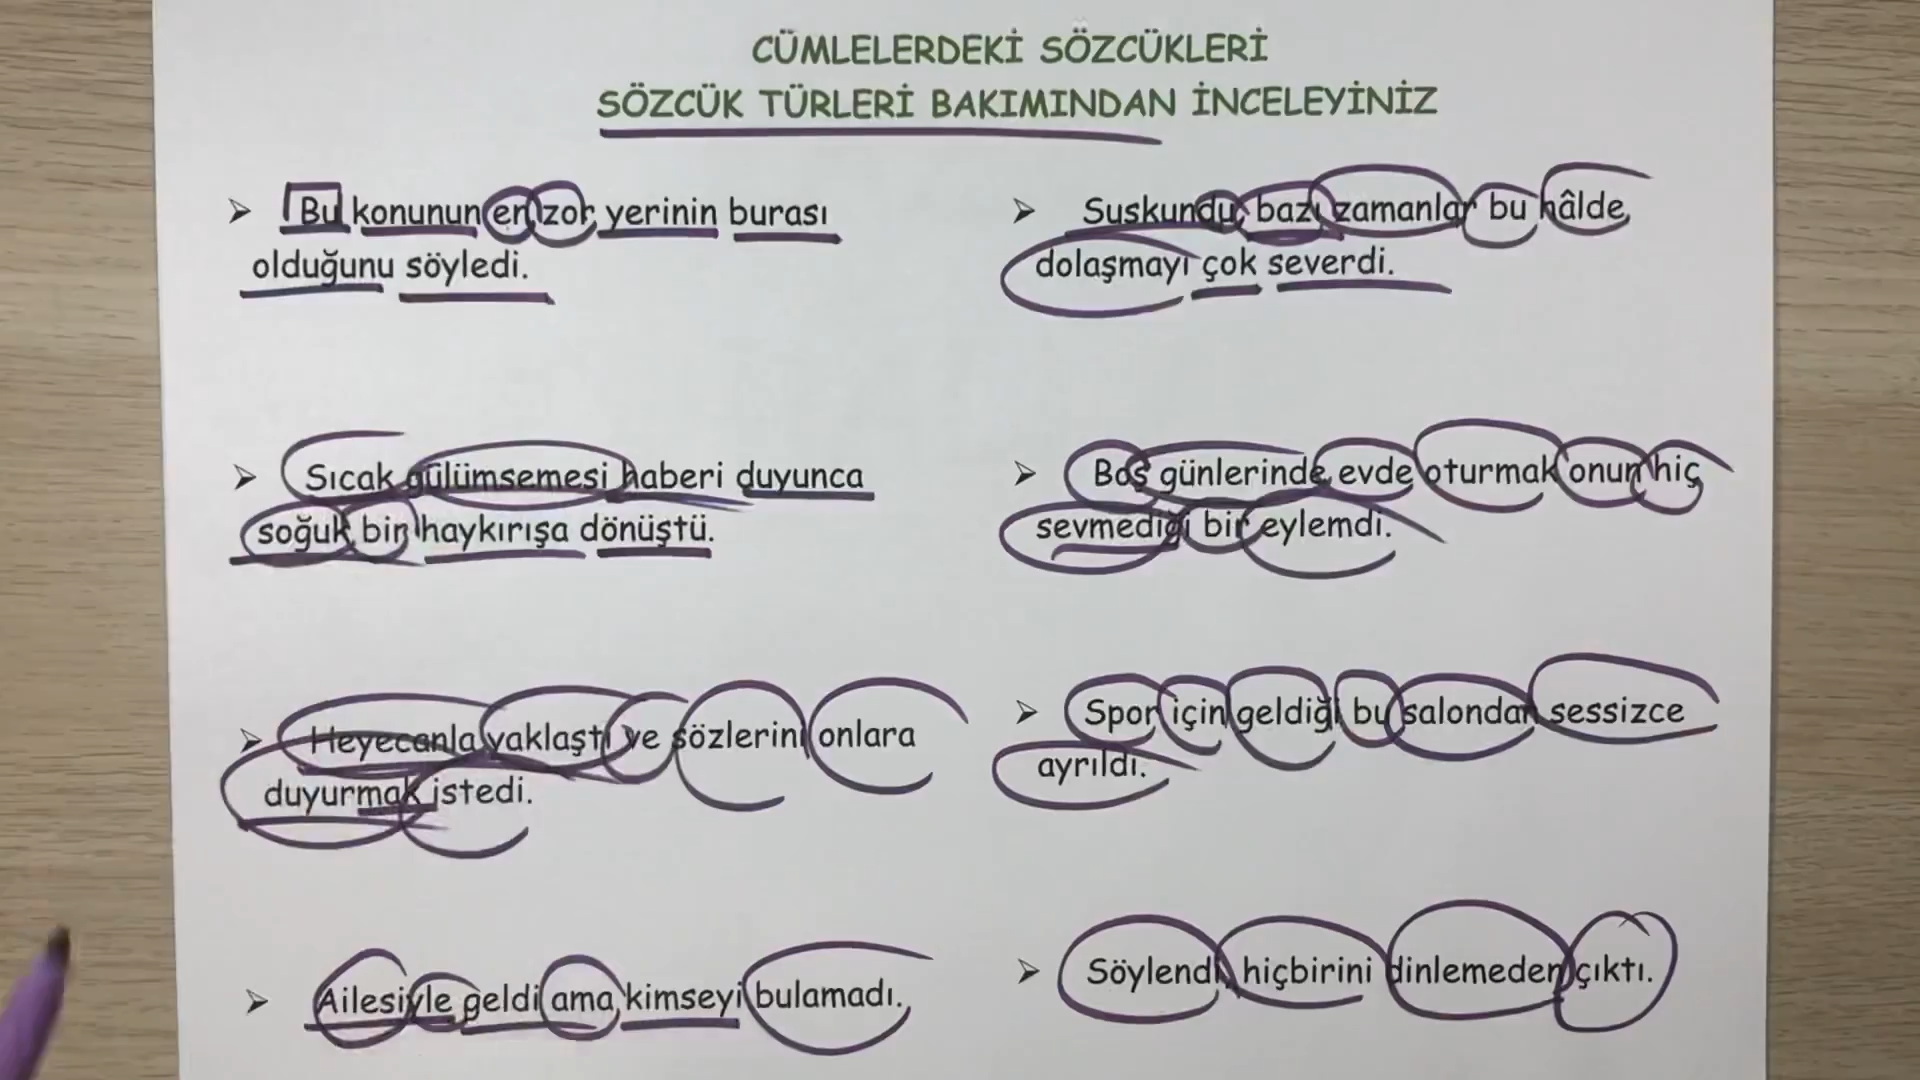 CÜMLELERDEKİ SÖZCÜKLERİ
SÖZCÜK TÜRLERİ BAKIMINDAN İNCELEYİNİZ
➢ Bu konunun en zor yerinin burası
olduğunu söyledi.
➢ Sıcak gülümsemesi haberi duyunca
soğuk bir haykırışa dönüştü.
➢ Heyecanla yaklaştı ve sözlerini onlara
duyurmak istedi.
➢ Ailesiyle geldi ama kimseyi bulamadı.
➢ Suskundu, bazı zamanlar bu hâlde
dolaşmayı çok severdi.
➢ Boş günlerinde evde oturmak onun hiç
sevmediği bir eylemdi.
➢ Spor için geldiği bu salondan sessizce
ayrıldı.
➢ Söylendi, hiçbirini dinlemeden çıktı.